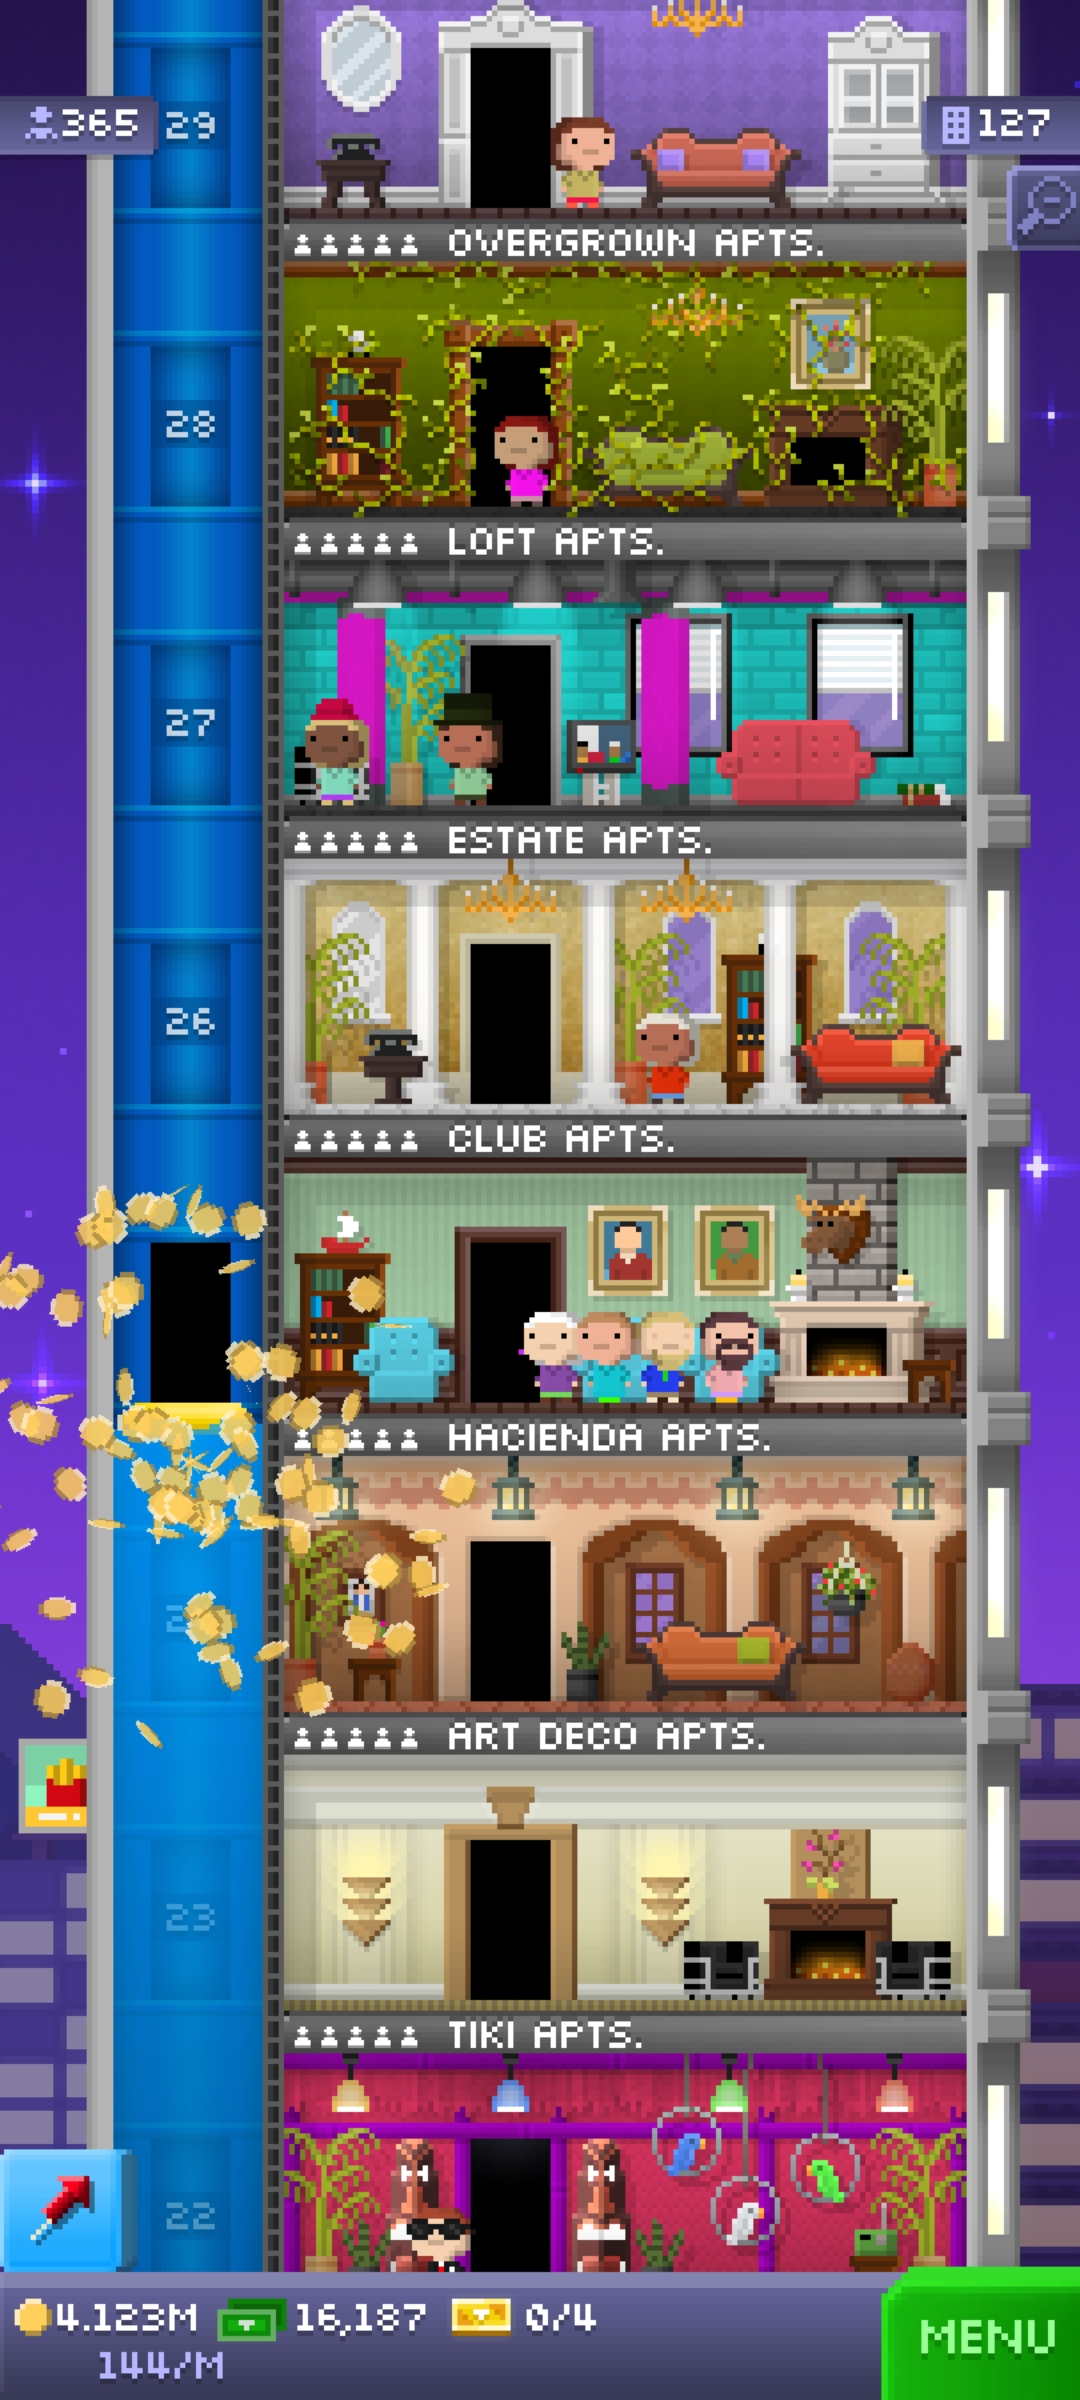 365
29
127
OVERGROWN APTS.
28
LOFT APTS.
27
ESTATE APTS.
26
CLUB APTS.
HACIENDA APTS.
ART DECO APTS.
23
TIKI APTS.
22
4.123M 16,187 0/4
144/M
MENU